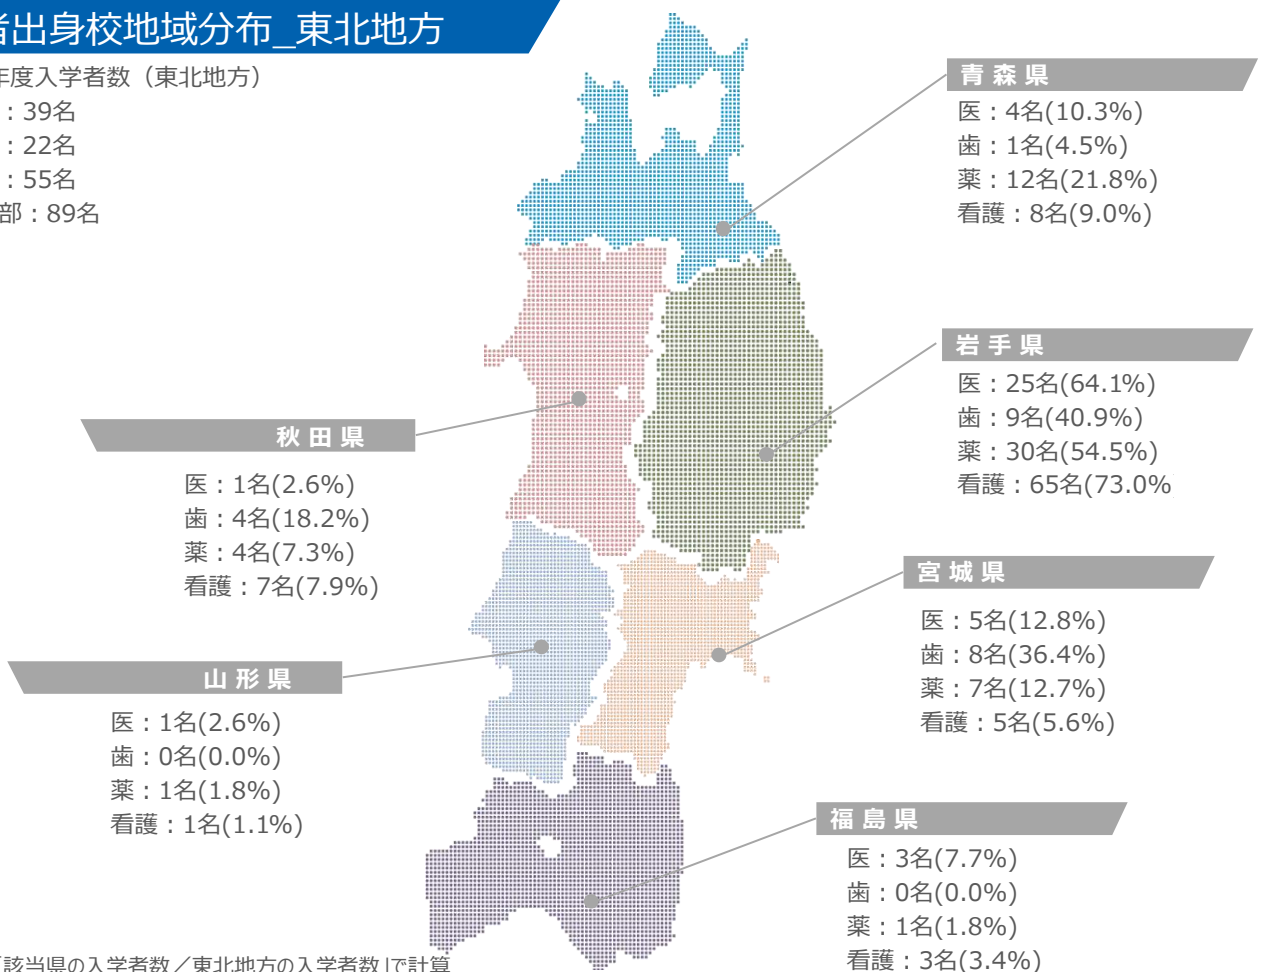 者出身校地域分布_東北地方
年度入学者数（東北地方）
：39名
：22名
：55名
部：89名
青森県
医：4名(10.3%)
歯：1名(4.5%)
薬：12名(21.8%)
看護：8名(9.0%)
岩手県
医：25名(64.1%)
歯：9名(40.9%)
薬：30名(54.5%)
看護：65名(73.0%
秋田県
医：1名(2.6%)
歯：4名(18.2%)
薬：4名(7.3%)
看護：7名(7.9%)
宮城県
医：5名(12.8%)
歯：8名(36.4%)
薬：7名(12.7%)
看護：5名(5.6%)
山形県
医：1名(2.6%)
歯：0名(0.0%)
薬：1名(1.8%)
看護：1名(1.1%)
福島県
医：3名(7.7%)
歯：0名(0.0%)
薬：1名(1.8%)
看護：3名(3.4%)
「該当県の入学者数／東北地方の入学者数」で計算